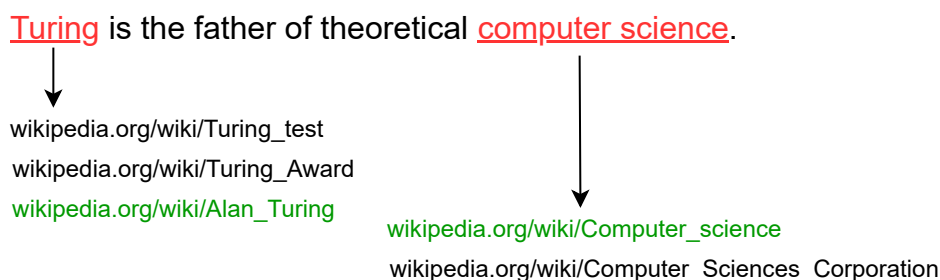 Turing is the father of theoretical computer science.
wikipedia.org/wiki/Turing_test
wikipedia.org/wiki/Turing_Award
wikipedia.org/wiki/Alan_Turing
wikipedia.org/wiki/Computer_science
wikipedia.org/wiki/Computer_Sciences_Corporation